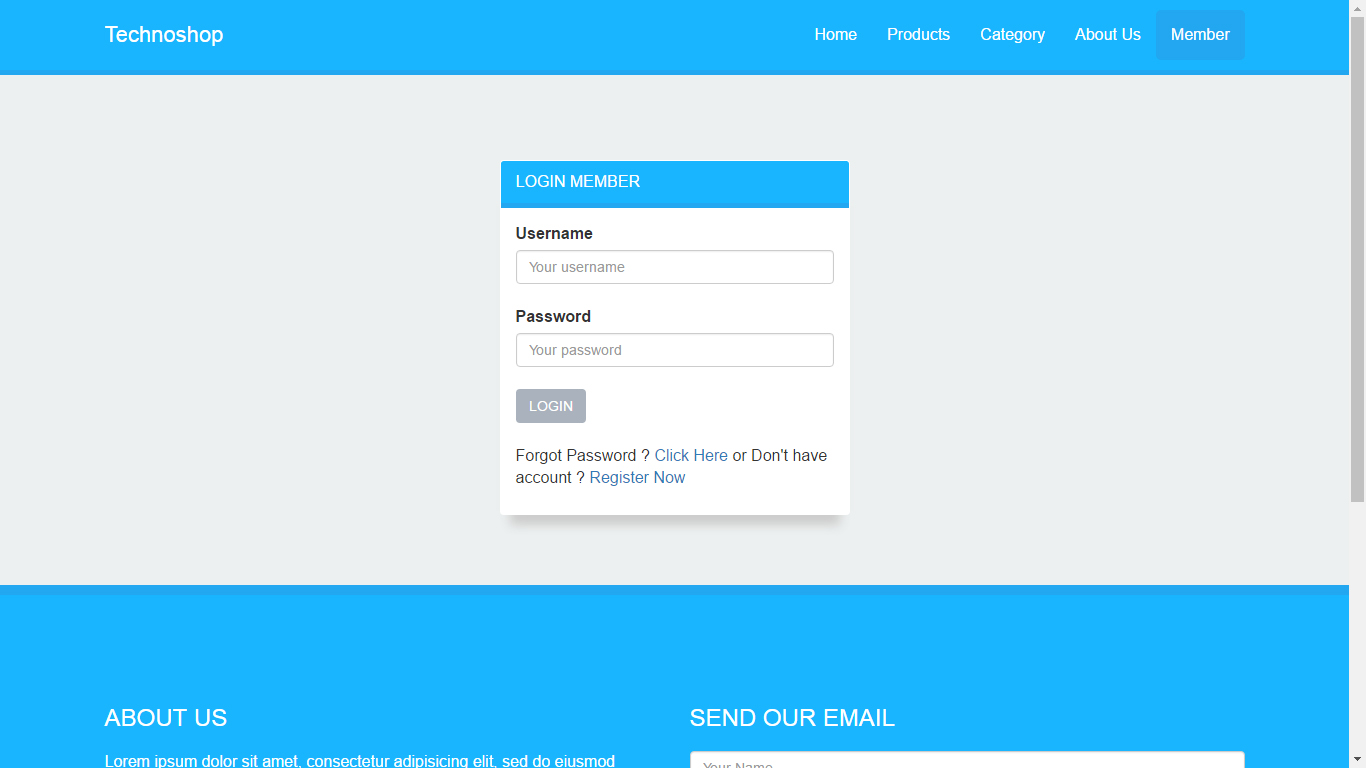 Technoshop
Home Products Category About Us Member
LOGIN MEMBER
Username
Your username
Password
Your password
LOGIN
Forgot Password ? Click Here or Don't have
account ? Register Now
ABOUT US
Lorem ipsum dolor sit amet, consectetur adipisicing elit, sed do eiusmod
SEND OUR EMAIL
Your Name